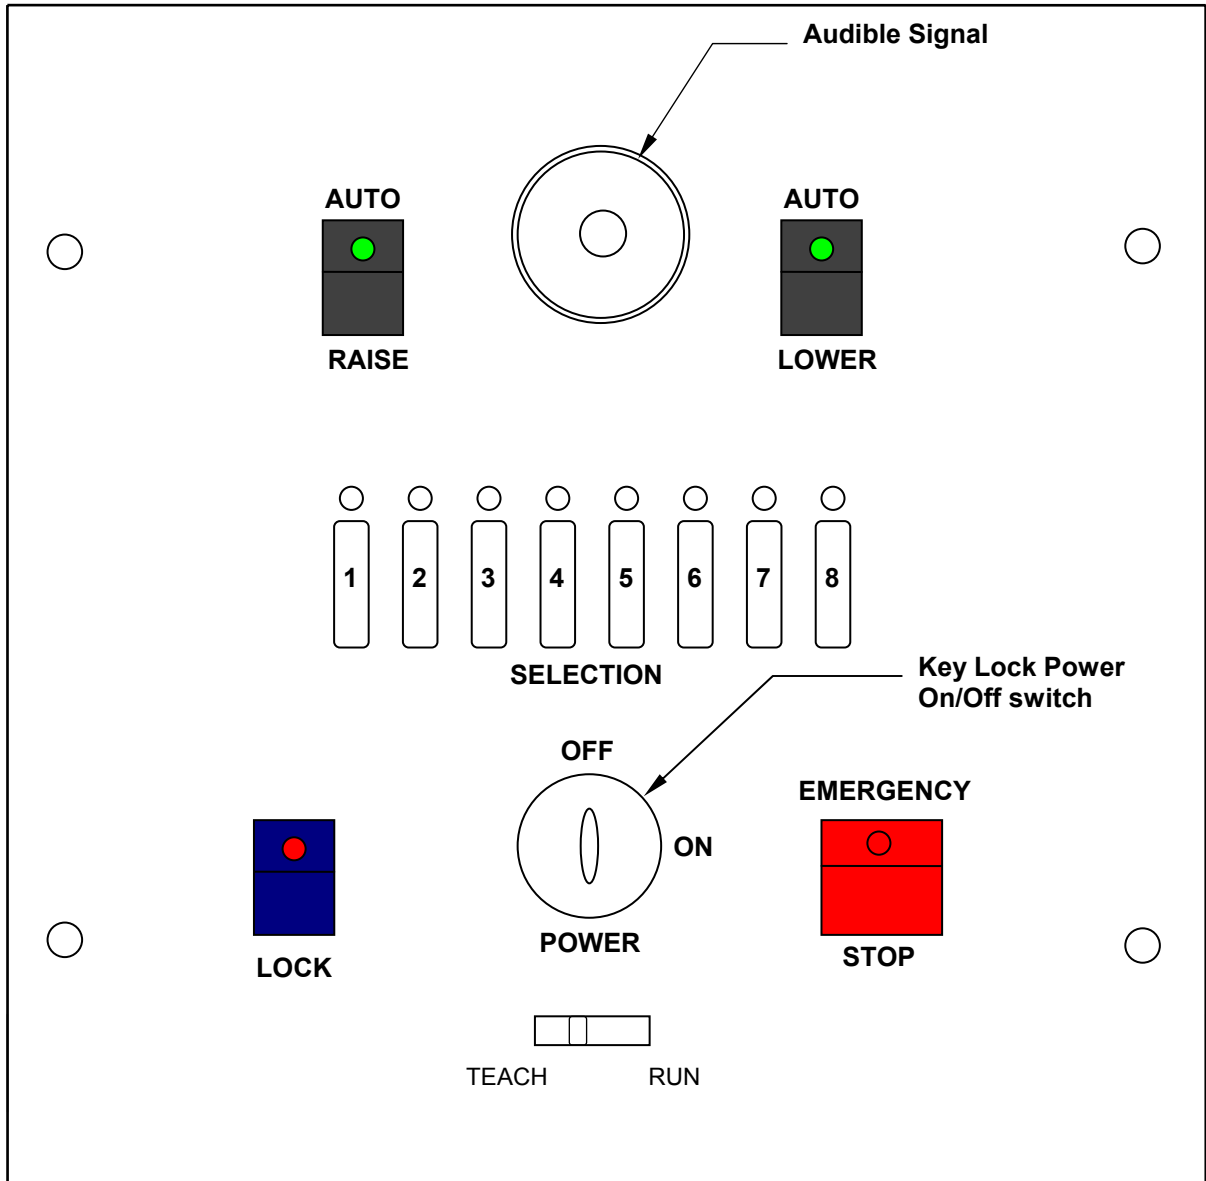 Audible Signal
AUTO
AUTO
RAISE
LOWER
1 2 3 4 5 6 7 8
SELECTION
Key Lock Power
On/Off switch
OFF
EMERGENCY
ON
POWER
STOP
LOCK
TEACH
RUN